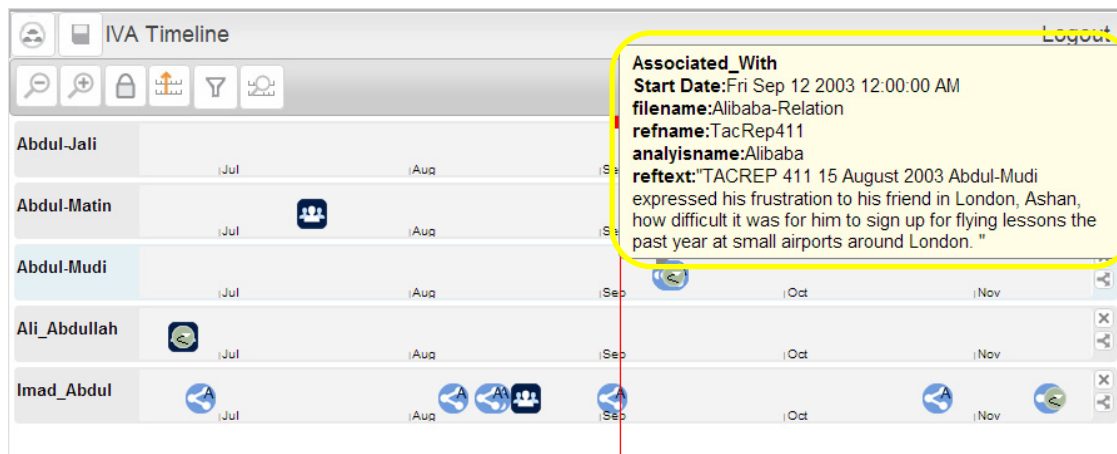 IVA Timeline
Logout
Associated_With
Start Date:Fri Sep 12 2003 12:00:00 AM
filename:Alibaba-Relation
refname:TacRep411
analyisname:Alibaba
reftext:"TACREP 411 15 August 2003 Abdul-Mudi
expressed his frustration to his friend in London, Ashan,
how difficult it was for him to sign up for flying lessons the
past year at small airports around London. "
Abdul-Jali
Jul Aug Se
Abdul-Matin
Jul Aug Se
Abdul-Mudi
Jul Aug Sep Oct Nov
Ali_Abdullah
Jul Aug Sep Oct Nov
Imad_Abdul
A A A A A
Jul Aug Sep Oct Nov